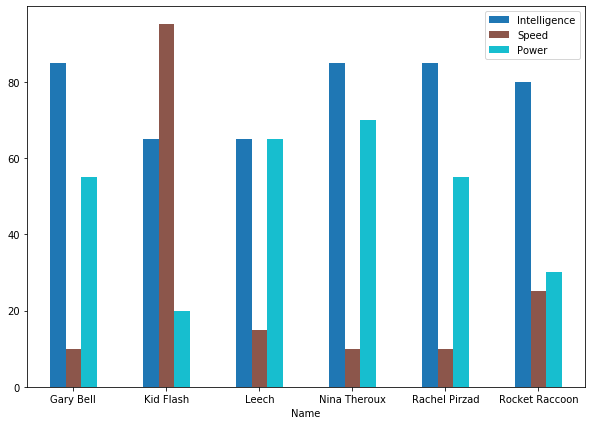 Intelligence
Speed
Power
80
60
40
20
0
Gary Bell Kid Flash Leech Nina Theroux Rachel Pirzad Rocket Raccoon
Name